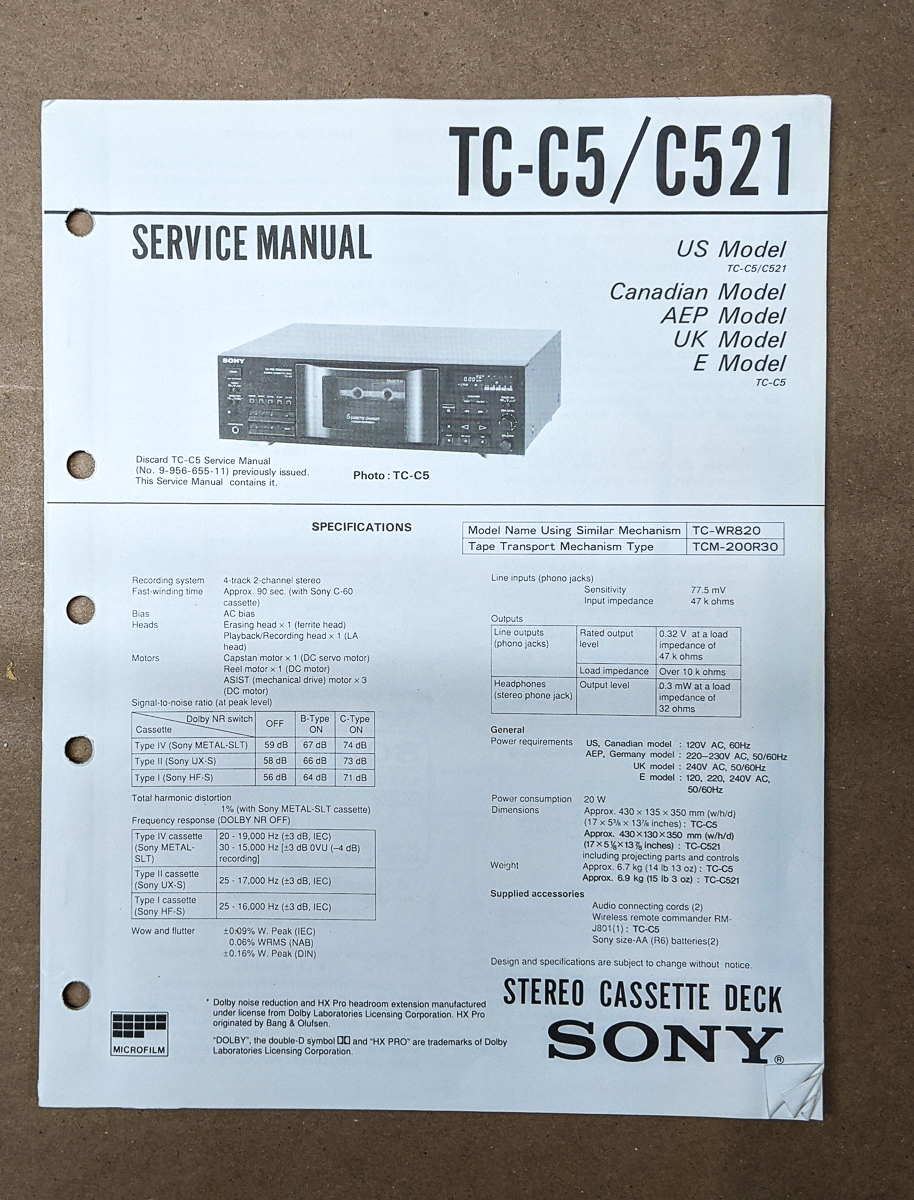 TC-C5/C521
SERVICE MANUAL
US Model
TC-C5/C521
Canadian Model
AEP Model
UK Model
E Model
TC-C5
SONY
5 CASSETTE CHANGER
Discard TC-C5 Service Manual
(No. 9-956-655-11) previously issued.
This Service Manual contains it.
Photo : TC-C5
SPECIFICATIONS
Model Name Using Similar Mechanism TC-WR820
Tape Transport Mechanism Type TCM-200R30
Recording system 4-track 2-channel stereo
Fast-winding time Approx. 90 sec. (with Sony C-60
cassette)
Bias AC bias
Heads Erasing head × 1 (ferrite head)
Playback/Recording head × 1 (LA
head)
Motors Capstan motor × 1 (DC servo motor)
Reel motor × 1 (DC motor)
ASIST (mechanical drive) motor × 3
(DC motor)
Signal-to-noise ratio (at peak level)
Dolby NR switch
Cassette
OFF
B-Type
ON
C-Type
ON
Type IV (Sony METAL-SLT) 59 dB 67 dB 74 dB
Type II (Sony UX-S) 58 dB 66 dB 73 dB
Type I (Sony HF-S) 56 dB 64 dB 71 dB
Total harmonic distortion
1% (with Sony METAL-SLT cassette)
Frequency response (DOLBY NR OFF)
Type IV cassette
(Sony METAL-
SLT)
20 - 19,000 Hz (±3 dB, IEC)
30 - 15,000 Hz [±3 dB 0VU (−4 dB)
recording]
Type II cassette
(Sony UX-S)
25 - 17,000 Hz (±3 dB, IEC)
Type I cassette
(Sony HF-S)
25 - 16,000 Hz (±3 dB, IEC)
Wow and flutter ±0.09% W. Peak (IEC)
0.06% WRMS (NAB)
±0.16% W. Peak (DIN)
Line inputs (phono jacks)
Sensitivity 77.5 mV
Input impedance 47 k ohms
Outputs
Line outputs
(phono jacks)
Rated output
level
0.32 V at a load
impedance of
47 k ohms
Load impedance Over 10 k ohms
Headphones
(stereo phone jack)
Output level
0.3 mW at a load
impedance of
32 ohms
General
Power requirements US, Canadian model : 120V AC, 60Hz
AEP, Germany model : 220–230V AC, 50/60Hz
UK model : 240V AC, 50/60Hz
E model : 120, 220, 240V AC,
50/60Hz
Power consumption 20 W
Dimensions Approx. 430 × 135 × 350 mm (w/h/d)
(17 × 5⅜ × 13⅞ inches) : TC-C5
Approx. 430×130×350 mm (w/h/d)
(17×5⅛×13⅞ inches) : TC-C521
including projecting parts and controls
Weight Approx. 6.7 kg (14 lb 13 oz) : TC-C5
Approx. 6.9 kg (15 lb 3 oz) : TC-C521
Supplied accessories
Audio connecting cords (2)
Wireless remote commander RM-
J801(1) : TC-C5
Sony size-AA (R6) batteries(2)
Design and specifications are subject to change without notice.
* Dolby noise reduction and HX Pro headroom extension manufactured
under license from Dolby Laboratories Licensing Corporation. HX Pro
originated by Bang & Olufsen.
"DOLBY", the double-D symbol and "HX PRO" are trademarks of Dolby
Laboratories Licensing Corporation.
MICROFILM
STEREO CASSETTE DECK
SONY®